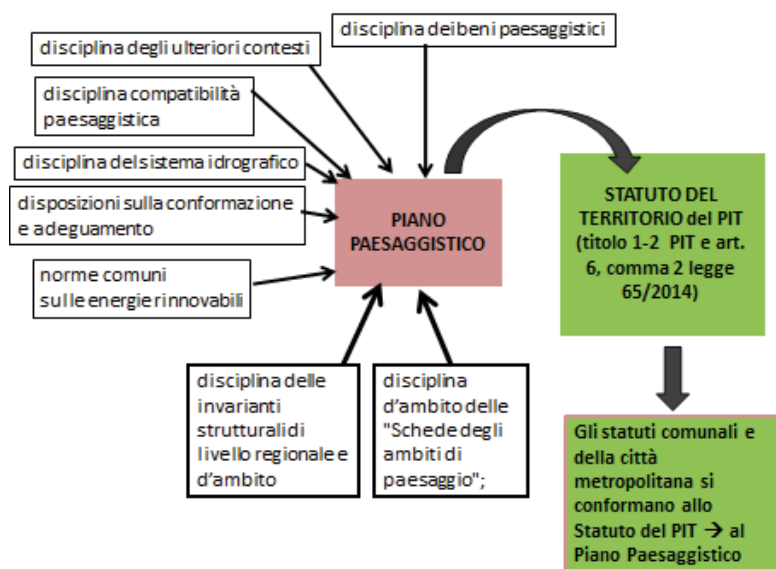 disciplina degli ulteriori contesti
disciplina dei beni paesaggistici
disciplina compatibilità
paesaggistica
disciplina del sistema idrografico
disposizioni sulla conformazione
e adeguamento
norme comuni
sulle energie rinnovabili
PIANO
PAESAGGISTICO
STATUTO DEL
TERRITORIO del PIT
(titolo 1-2 PIT e art.
6, comma 2 legge
65/2014)
disciplina delle
invarianti
strutturali di
livello regionale e
d'ambito
disciplina
d'ambito delle
"Schede degli
ambiti di
paesaggio";
Gli statuti comunali e
della città
metropolitana si
conformano allo
Statuto del PIT → al
Piano Paesaggistico